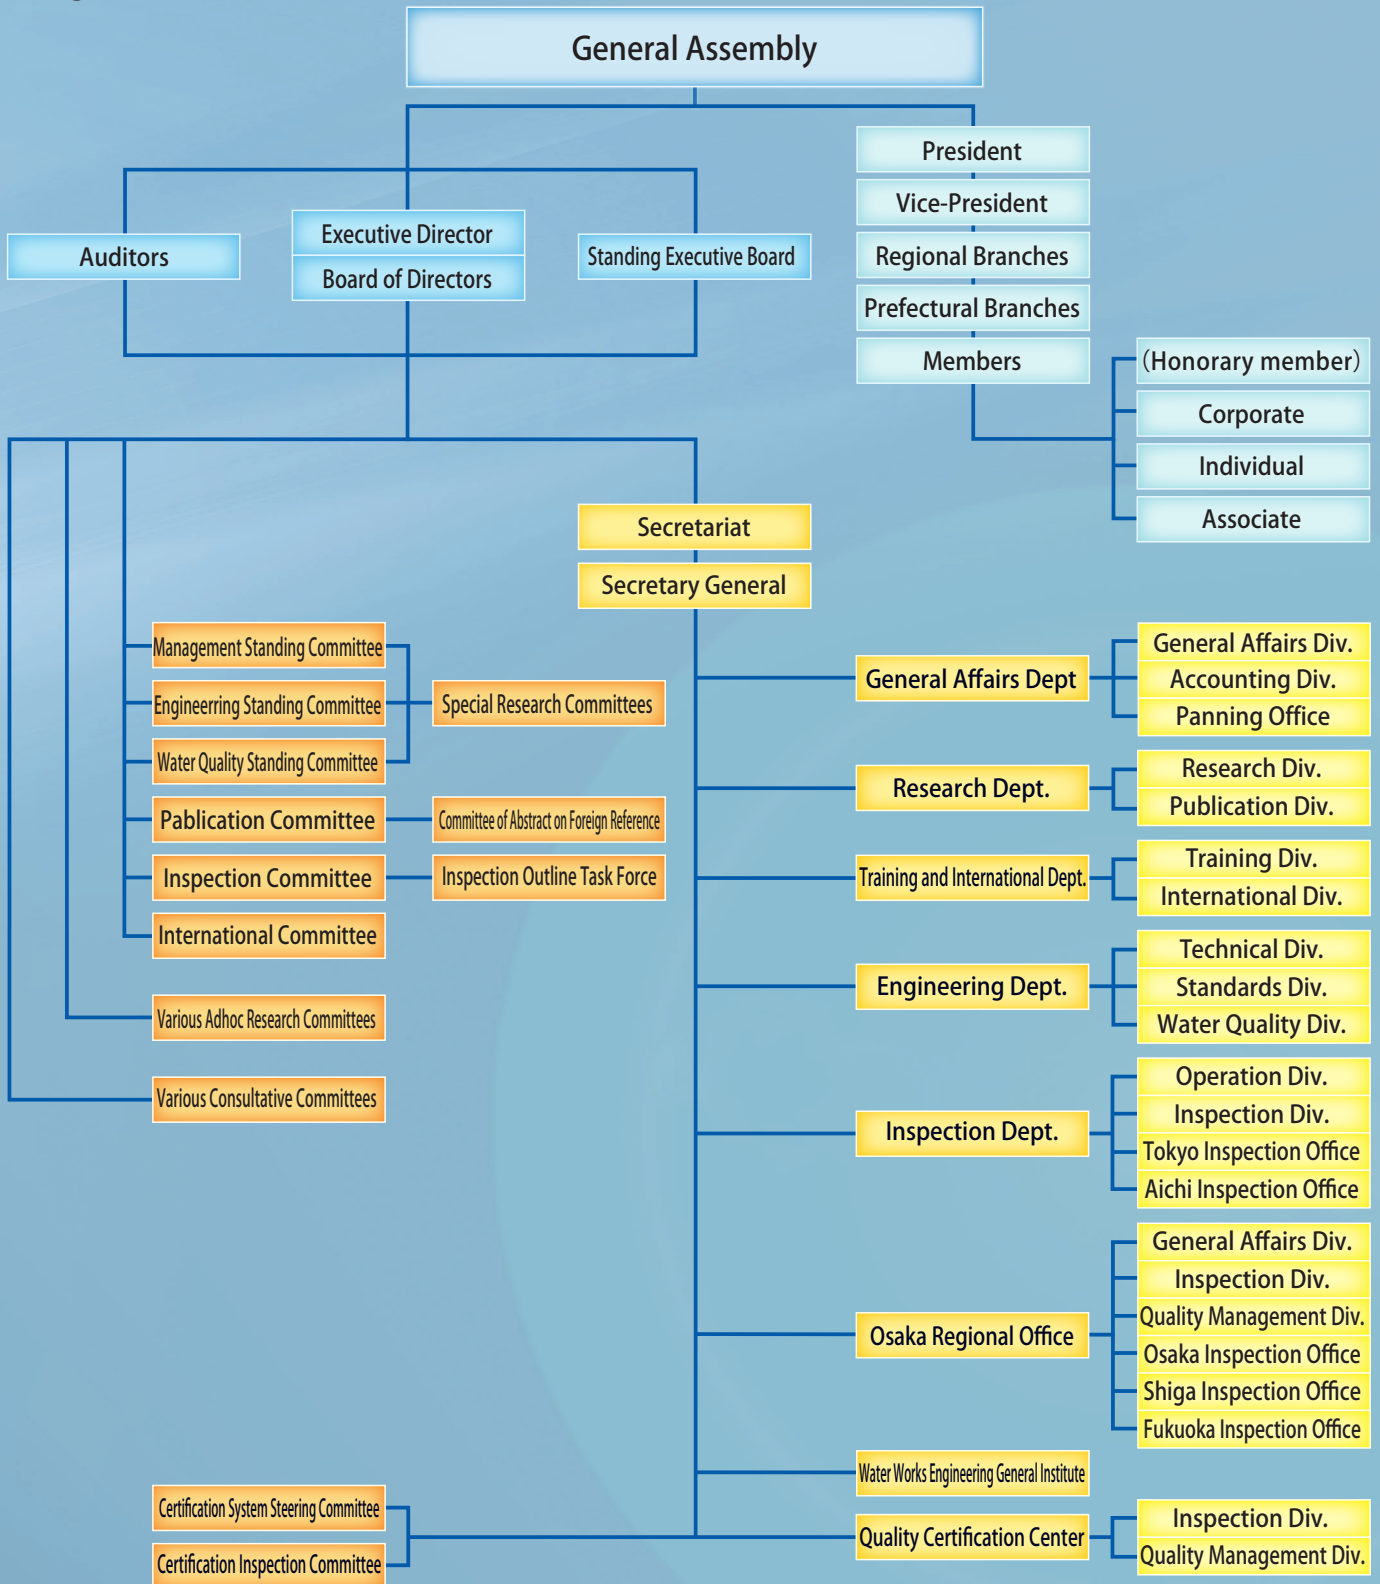 General Assembly
President
Vice-President
Regional Branches
Prefectural Branches
Members
(Honorary member)
Corporate
Individual
Associate
Auditors
Executive Director
Board of Directors
Standing Executive Board
Secretariat
Secretary General
Management Standing Committee
Engineerring Standing Committee
Water Quality Standing Committee
Special Research Committees
Pablication Committee
Committee of Abstract on Foreign Reference
Inspection Committee
Inspection Outline Task Force
International Committee
Various Adhoc Research Committees
Various Consultative Committees
General Affairs Dept
General Affairs Div.
Accounting Div.
Panning Office
Research Dept.
Research Div.
Publication Div.
Training and International Dept.
Training Div.
International Div.
Engineering Dept.
Technical Div.
Standards Div.
Water Quality Div.
Inspection Dept.
Operation Div.
Inspection Div.
Tokyo Inspection Office
Aichi Inspection Office
Osaka Regional Office
General Affairs Div.
Inspection Div.
Quality Management Div.
Osaka Inspection Office
Shiga Inspection Office
Fukuoka Inspection Office
Water Works Engineering General Institute
Certification System Steering Committee
Certification Inspection Committee
Quality Certification Center
Inspection Div.
Quality Management Div.